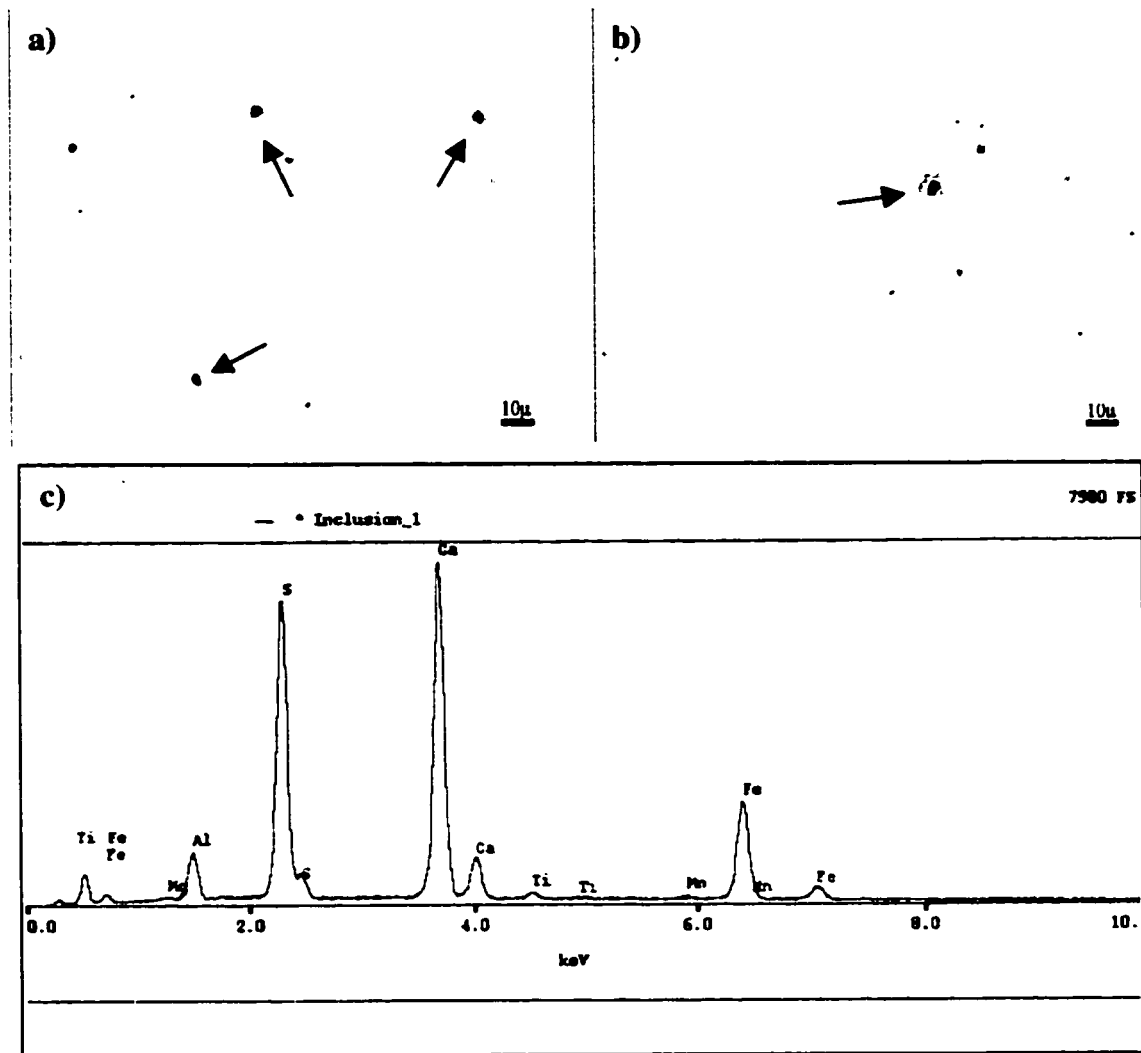 a)
b)
10µ
10µ
c)
7980 FS
— * Inclusion_1
Ca
S
Fe
Ti Fe
Fe
Al
Mg
S
Ca
Ti
Ti
Mn
Mn
Fe
0.0 2.0 4.0 6.0 8.0 10.
keV